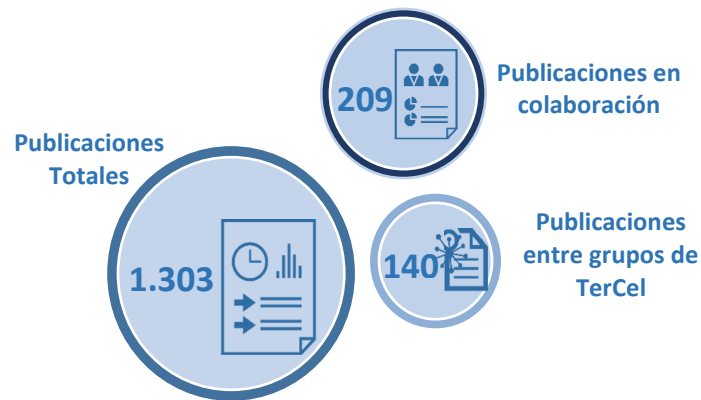 209
Publicaciones en
colaboración
Publicaciones
Totales
1.303
140
Publicaciones
entre grupos de
TerCel